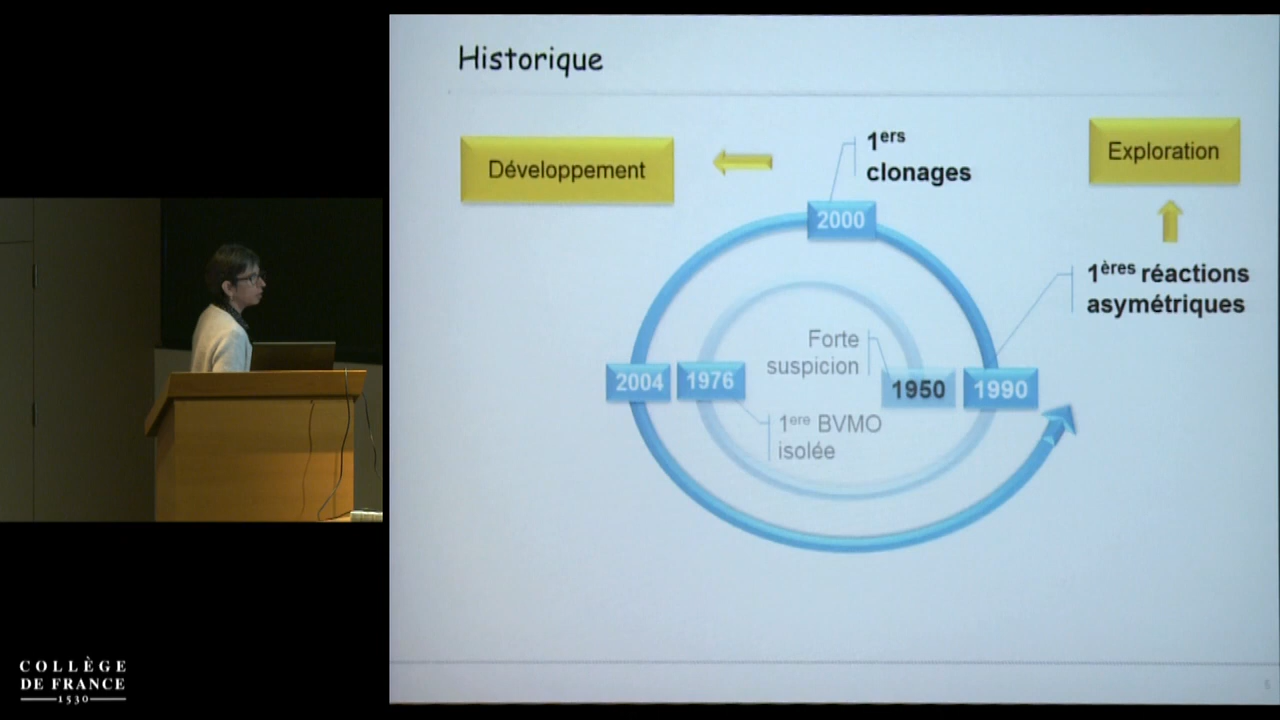 Historique
Développement
1ers
clonages
Exploration
2000
1ères réactions
asymétriques
Forte
suspicion
2004
1976
1950
1990
1ere BVMO
isolée
COLLÈGE
DE FRANCE
1530